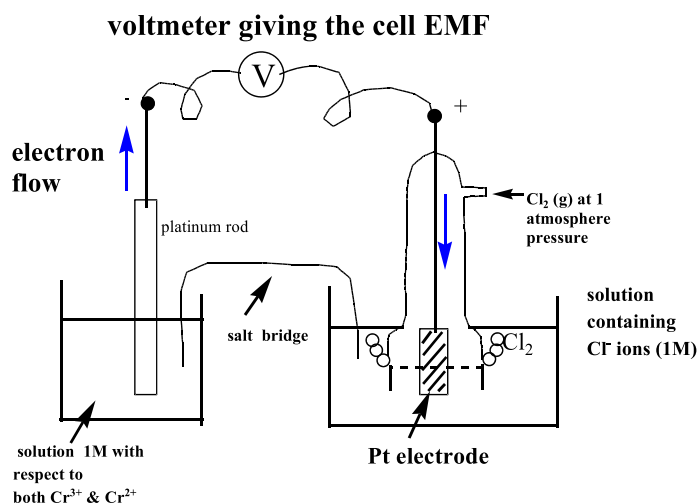 voltmeter giving the cell EMF
V
-
+
electron
flow
platinum rod
Cl₂ (g) at 1
atmosphere
pressure
salt bridge
solution
containing
Cl⁻ ions (1M)
Cl₂
Pt electrode
solution 1M with
respect to
both Cr³⁺ & Cr²⁺